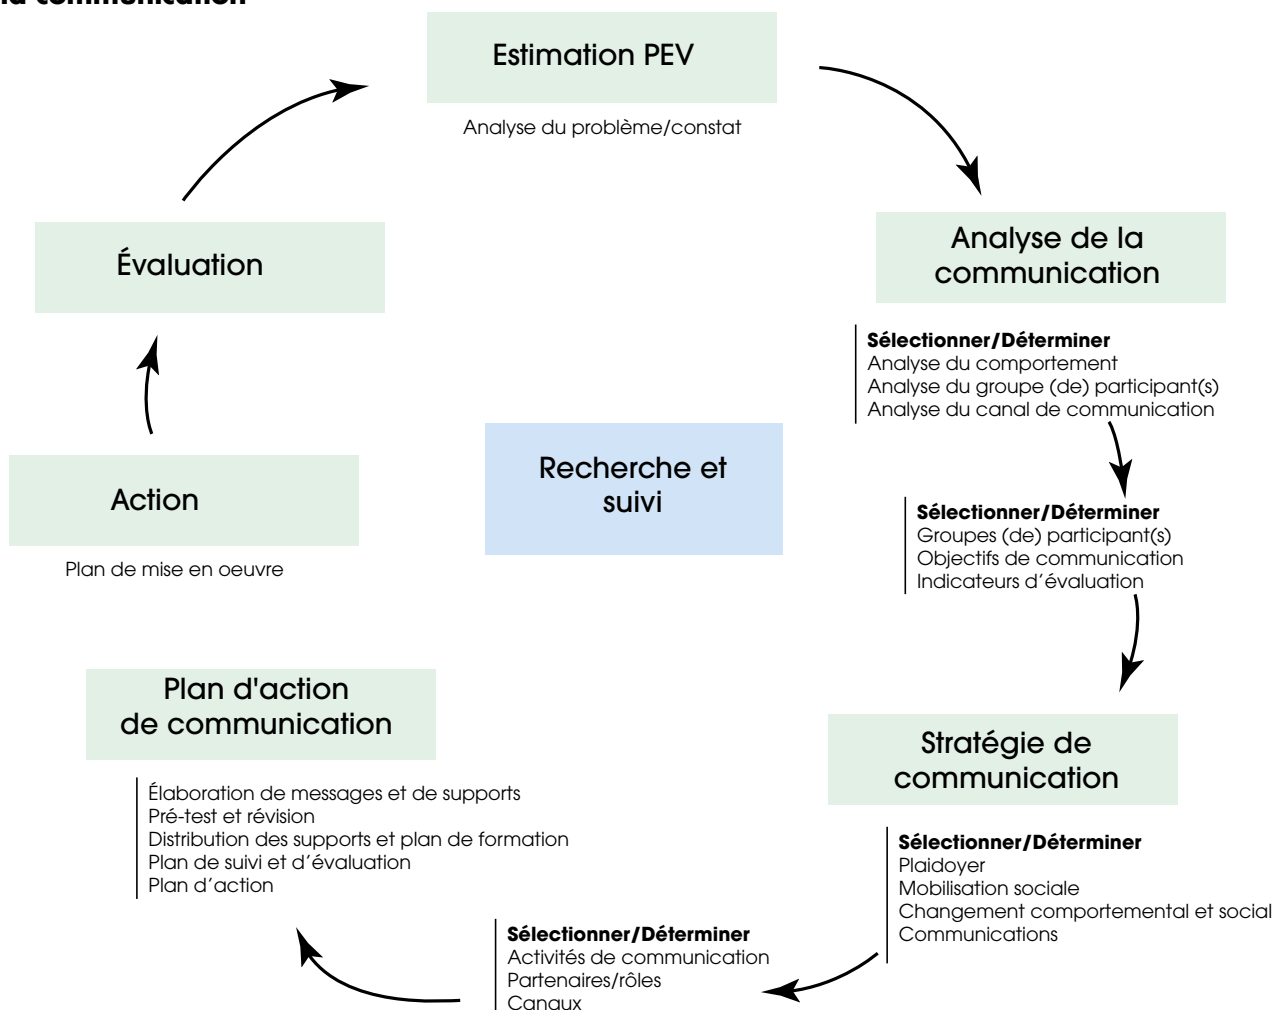 la communication
Estimation PEV
Analyse du problème/constat
Analyse de la
communication
Sélectionner/Déterminer
Analyse du comportement
Analyse du groupe (de) participant(s)
Analyse du canal de communication
Sélectionner/Déterminer
Groupes (de) participant(s)
Objectifs de communication
Indicateurs d'évaluation
Stratégie de
communication
Sélectionner/Déterminer
Plaidoyer
Mobilisation sociale
Changement comportemental et social
Communications
Sélectionner/Déterminer
Activités de communication
Partenaires/rôles
Canaux
Plan d'action
de communication
Élaboration de messages et de supports
Pré-test et révision
Distribution des supports et plan de formation
Plan de suivi et d'évaluation
Plan d'action
Action
Plan de mise en oeuvre
Évaluation
Recherche et
suivi